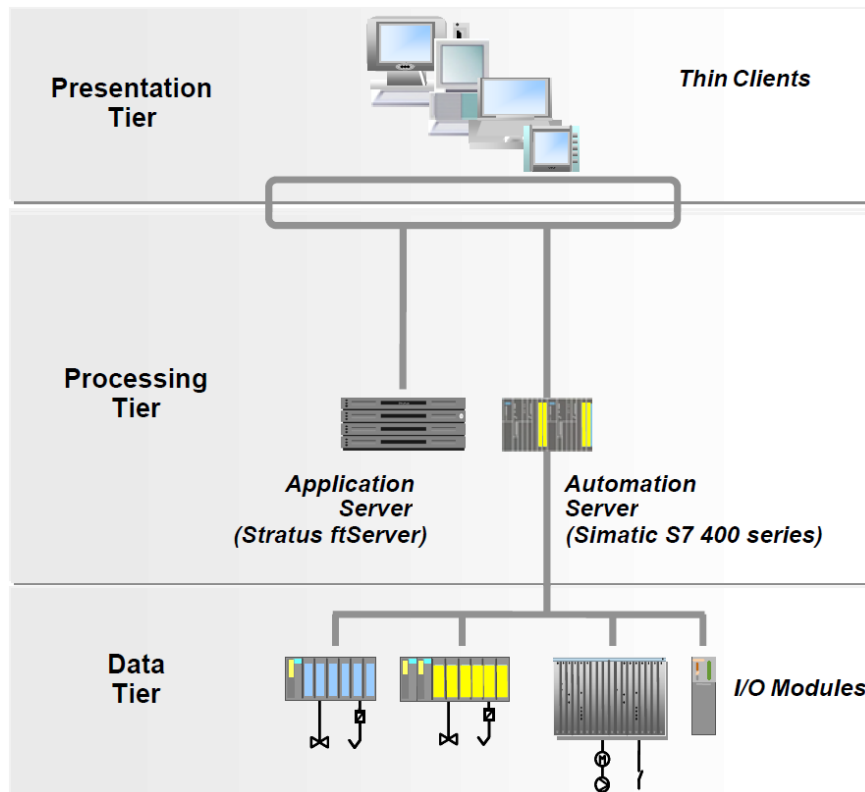 Presentation
Tier
Thin Clients
Processing
Tier
Application
Server
(Stratus ftServer)
Automation
Server
(Simatic S7 400 series)
Data
Tier
I/O Modules
M